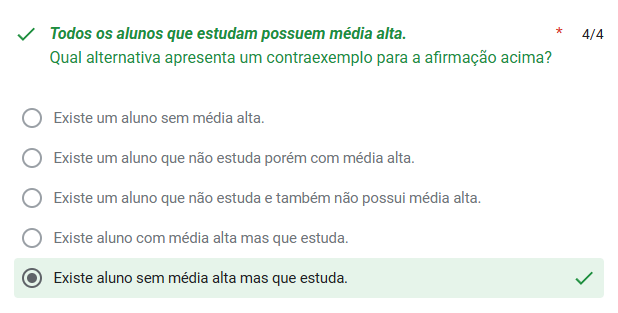 Todos os alunos que estudam possuem média alta. * 4/4
Qual alternativa apresenta um contraexemplo para a afirmação acima?
Existe um aluno sem média alta.
Existe um aluno que não estuda porém com média alta.
Existe um aluno que não estuda e também não possui média alta.
Existe aluno com média alta mas que estuda.
Existe aluno sem média alta mas que estuda.